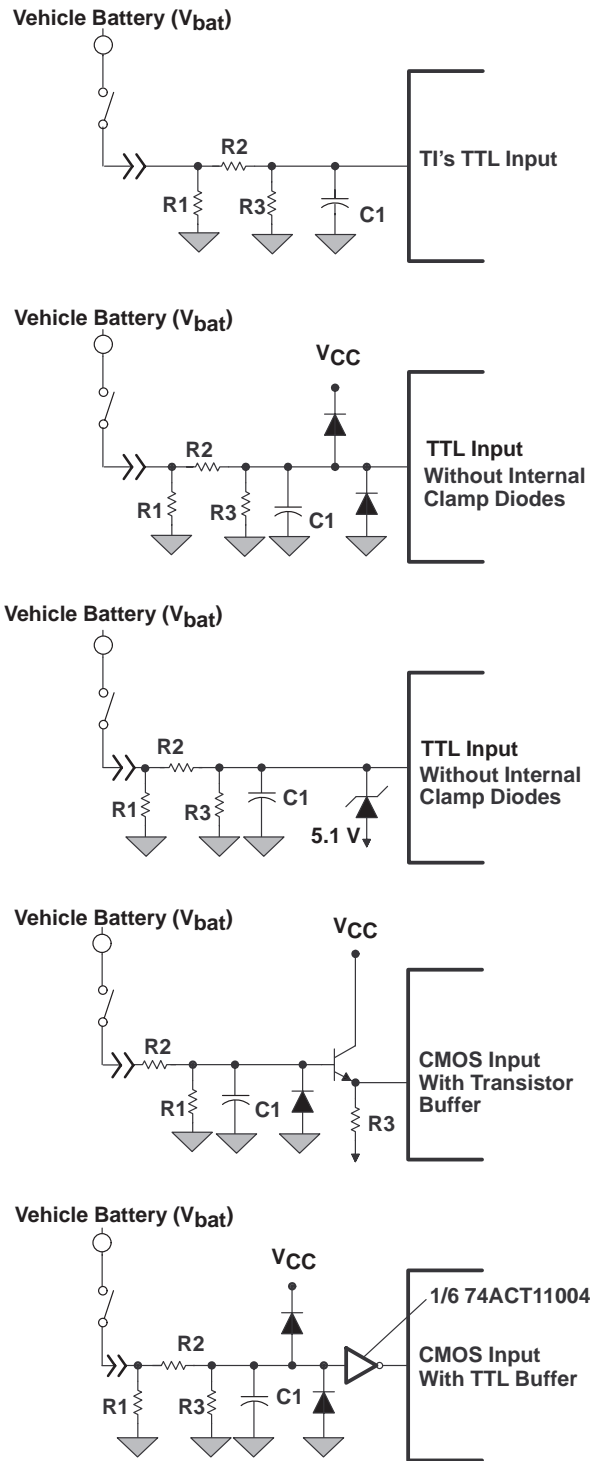 Vehicle Battery (Vbat)
R2
R1
R3
C1
TI's TTL Input
Vehicle Battery (Vbat)
VCC
R2
R1
R3
C1
TTL Input
Without Internal
Clamp Diodes
Vehicle Battery (Vbat)
R2
R1
R3
C1
5.1 V
TTL Input
Without Internal
Clamp Diodes
Vehicle Battery (Vbat)
VCC
R2
R1
C1
R3
CMOS Input
With Transistor
Buffer
Vehicle Battery (Vbat)
VCC
1/6 74ACT11004
R2
R1
R3
C1
CMOS Input
With TTL Buffer